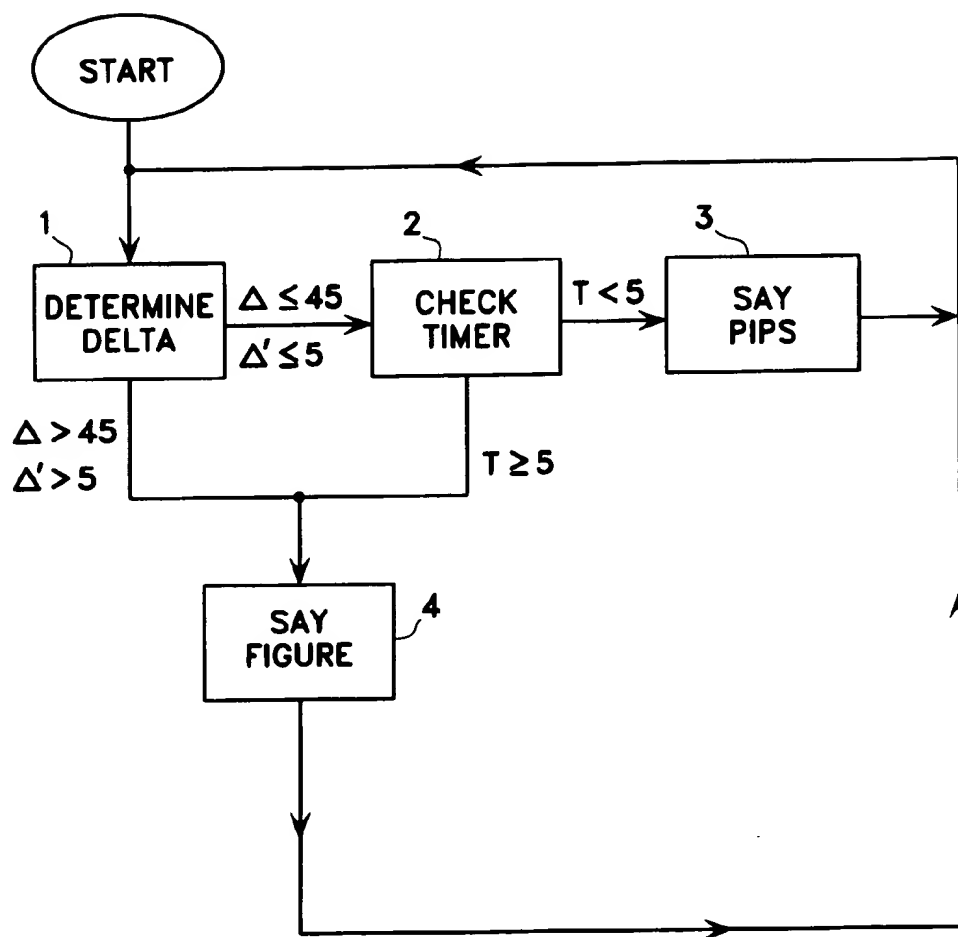 START
1
DETERMINE
DELTA
Δ ≤ 45
Δ′ ≤ 5
2
CHECK
TIMER
T < 5
3
SAY
PIPS
Δ > 45
Δ′ > 5
T ≥ 5
SAY
FIGURE
4